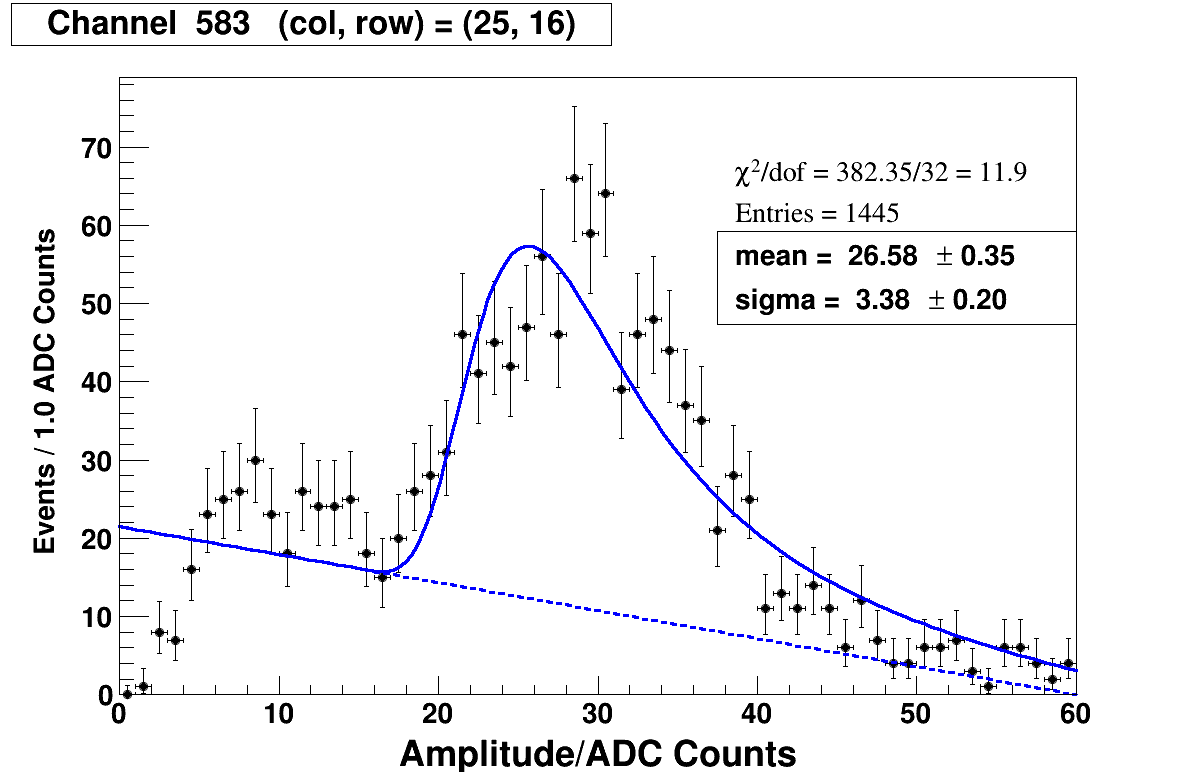 Channel 583 (col, row) = (25, 16)
χ²/dof = 382.35/32 = 11.9
Entries = 1445
mean = 26.58 ± 0.35
sigma = 3.38 ± 0.20
Events / 1.0 ADC Counts
70
60
50
40
30
20
10
0
0 10 20 30 40 50 60
Amplitude/ADC Counts